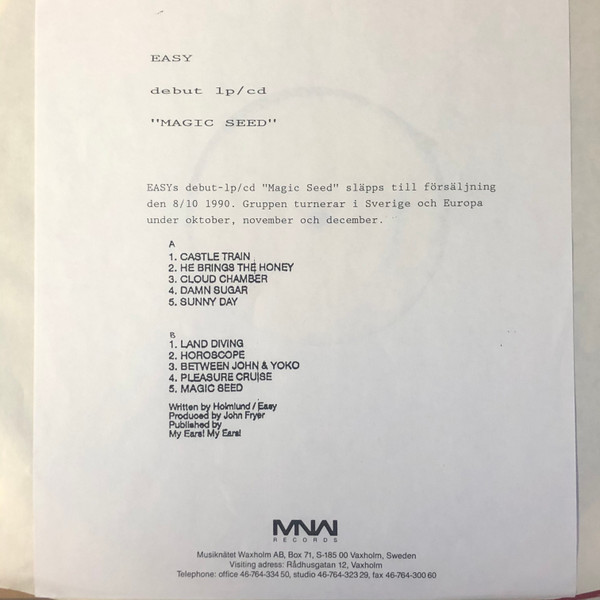 EASY
debut lp/cd
"MAGIC SEED"
EASYs debut-lp/cd "Magic Seed" släpps till försäljning
den 8/10 1990. Gruppen turnerar i Sverige och Europa
under oktober, november och december.
A
1. CASTLE TRAIN
2. HE BRINGS THE HONEY
3. CLOUD CHAMBER
4. DAMN SUGAR
5. SUNNY DAY
B
1. LAND DIVING
2. HOROSCOPE
3. BETWEEN JOHN & YOKO
4. PLEASURE CRUISE
5. MAGIC SEED
Written by Holmlund / Easy
Produced by John Fryer
Published by
My Ears! My Ears!
MNW
RECORDS
Musiknätet Waxholm AB, Box 71, S-185 00 Vaxholm, Sweden
Visiting adress: Rådhusgatan 12, Vaxholm
Telephone: office 46-764-334 50, studio 46-764-323 29, fax 46-764-300 60